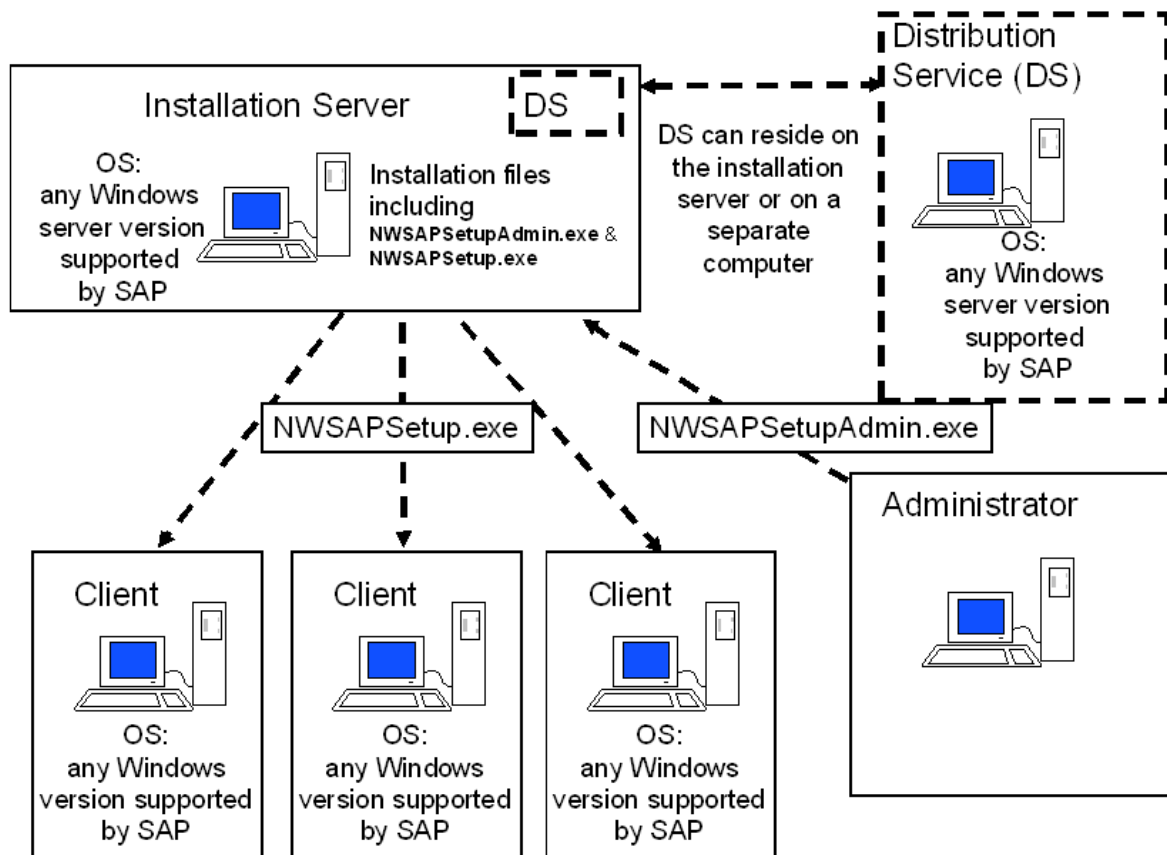 Installation Server
DS
OS:
any Windows
server version
supported
by SAP
Installation files
including
NWSAPSetupAdmin.exe &
NWSAPSetup.exe
DS can reside on
the installation
server or on a
separate
computer
Distribution
Service (DS)
OS:
any Windows
server version
supported
by SAP
NWSAPSetup.exe
NWSAPSetupAdmin.exe
Administrator
Client
OS:
any Windows
version supported
by SAP
Client
OS:
any Windows
version supported
by SAP
Client
OS:
any Windows
version supported
by SAP